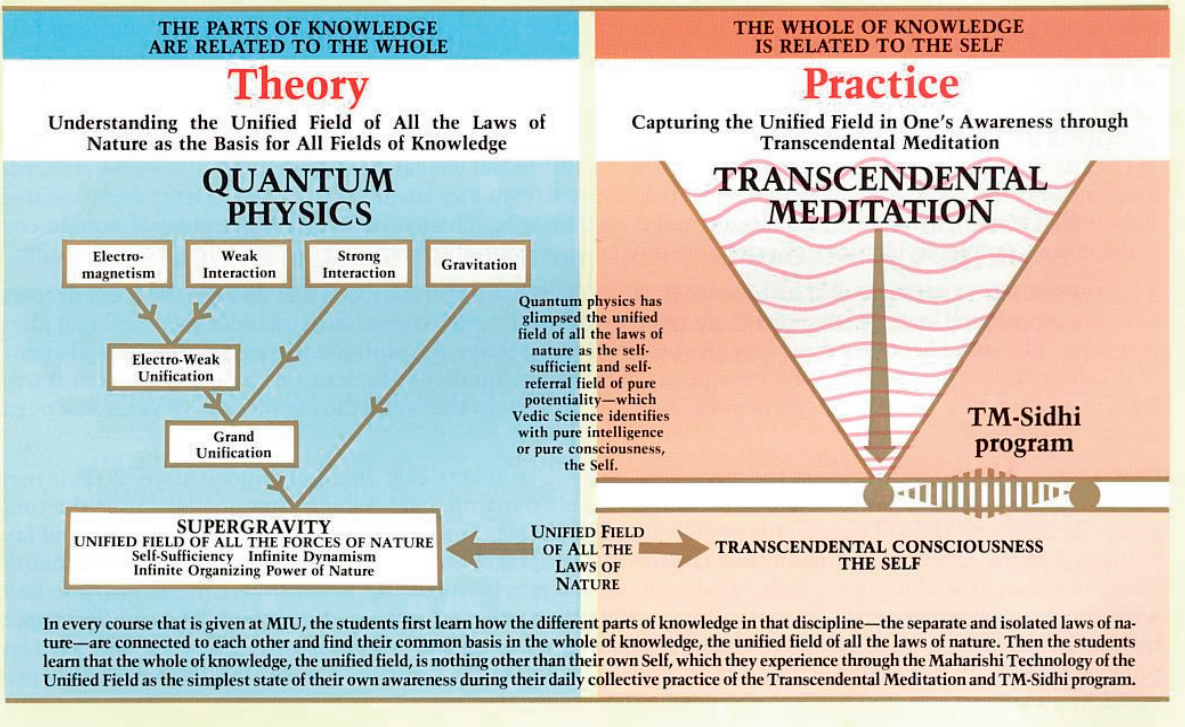 THE PARTS OF KNOWLEDGE
ARE RELATED TO THE WHOLE
Theory
Understanding the Unified Field of All the Laws of
Nature as the Basis for All Fields of Knowledge
QUANTUM
PHYSICS
Electro-
magnetism
Weak
Interaction
Strong
Interaction
Gravitation
Electro-Weak
Unification
Grand
Unification
SUPERGRAVITY
UNIFIED FIELD OF ALL THE FORCES OF NATURE
Self-Sufficiency Infinite Dynamism
Infinite Organizing Power of Nature
Quantum physics has
glimpsed the unified
field of all the laws of
nature as the self-
sufficient and self-
referral field of pure
potentiality—which
Vedic Science identifies
with pure intelligence
or pure consciousness,
the Self.
UNIFIED FIELD
OF ALL THE
LAWS OF
NATURE
THE WHOLE OF KNOWLEDGE
IS RELATED TO THE SELF
Practice
Capturing the Unified Field in One's Awareness through
Transcendental Meditation
TRANSCENDENTAL
MEDITATION
TM-Sidhi
program
TRANSCENDENTAL CONSCIOUSNESS
THE SELF
In every course that is given at MIU, the students first learn how the different parts of knowledge in that discipline—the separate and isolated laws of na-
ture—are connected to each other and find their common basis in the whole of knowledge, the unified field of all the laws of nature. Then the students
learn that the whole of knowledge, the unified field, is nothing other than their own Self, which they experience through the Maharishi Technology of the
Unified Field as the simplest state of their own awareness during their daily collective practice of the Transcendental Meditation and TM-Sidhi program.